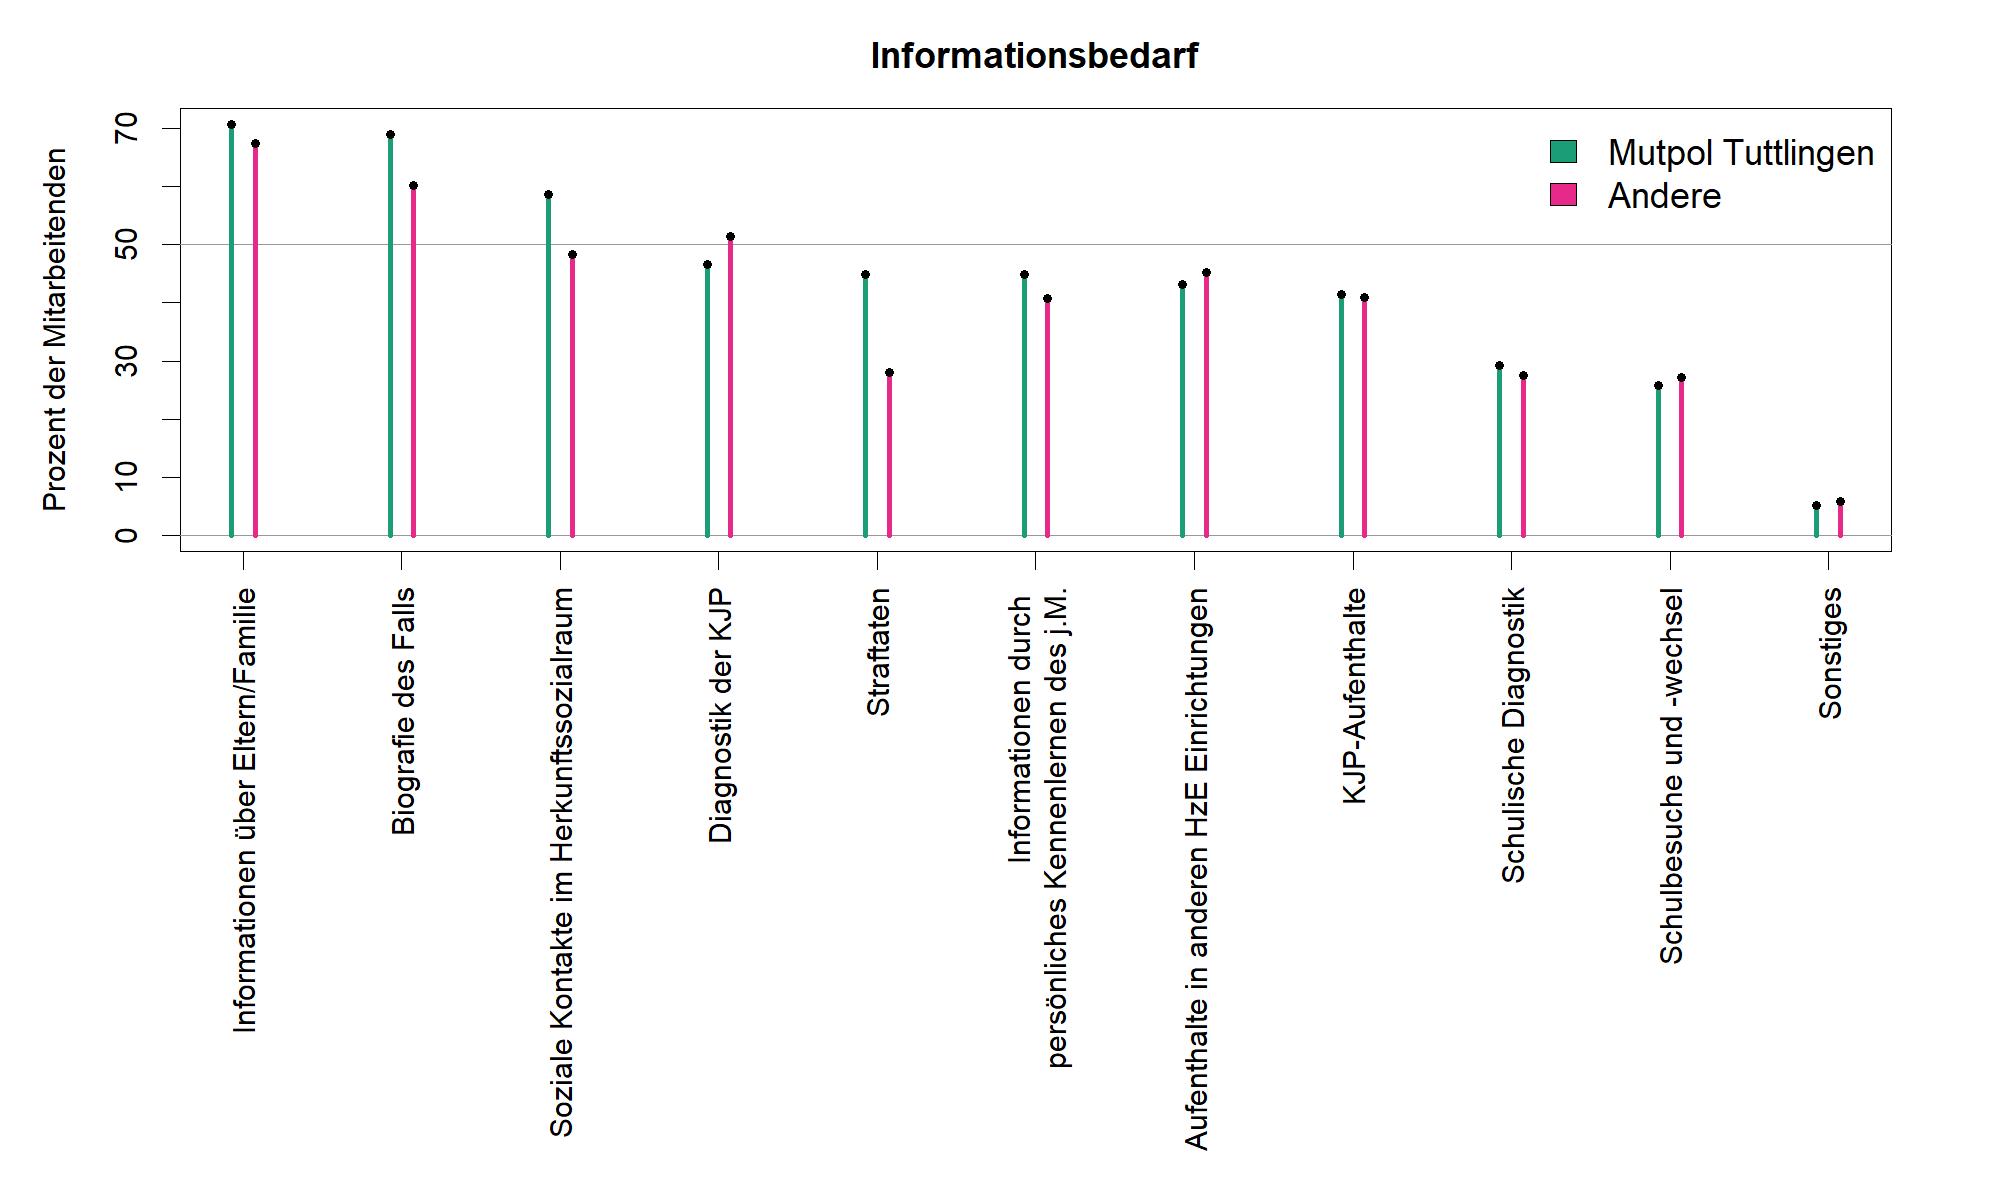 Informationsbedarf
Prozent der Mitarbeitenden
70
50
30
10
0
Mutpol Tuttlingen
Andere
Informationen über Eltern/Familie
Biografie des Falls
Soziale Kontakte im Herkunftssozialraum
Diagnostik der KJP
Straftaten
Informationen durch
persönliches Kennenlernen des j.M.
Aufenthalte in anderen HzE Einrichtungen
KJP-Aufenthalte
Schulische Diagnostik
Schulbesuche und -wechsel
Sonstiges